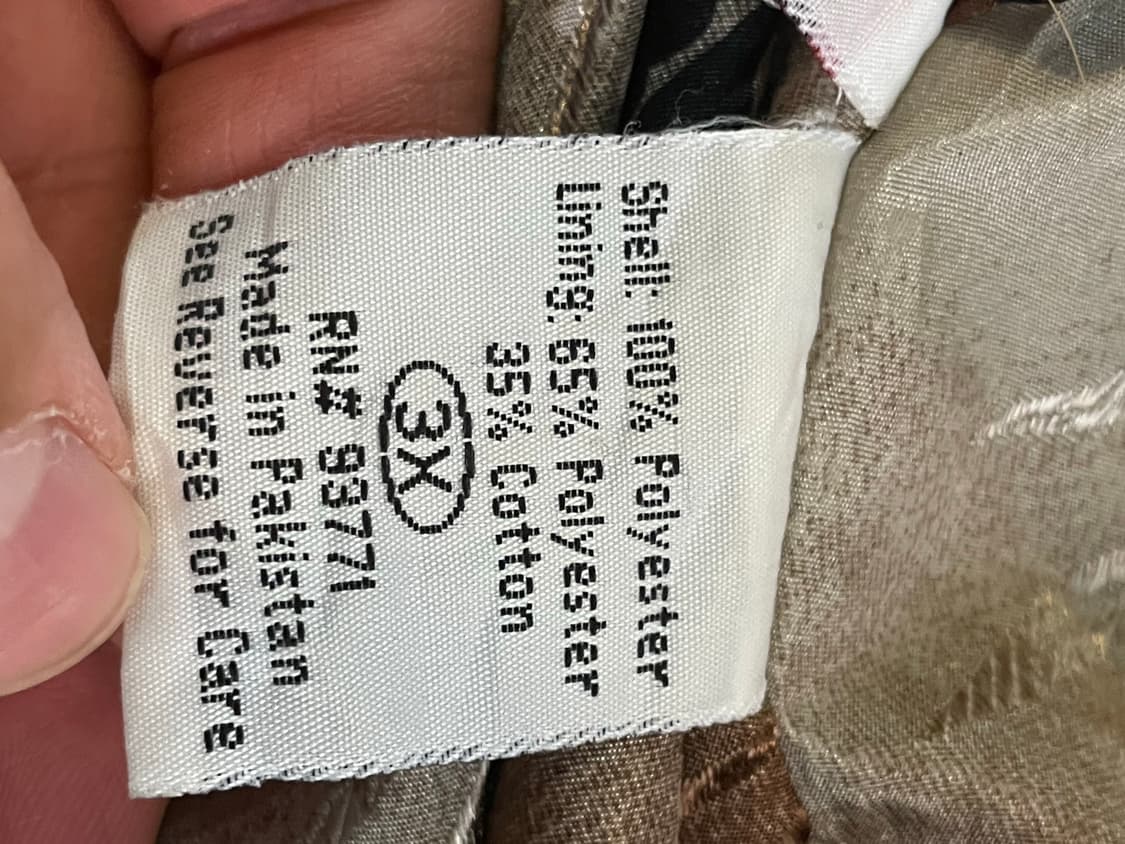 Shell: 100% Polyester
Lining: 65% Polyester
35% Cotton
3X
RN# 93771
Made in Pakistan
See Reverse for Care